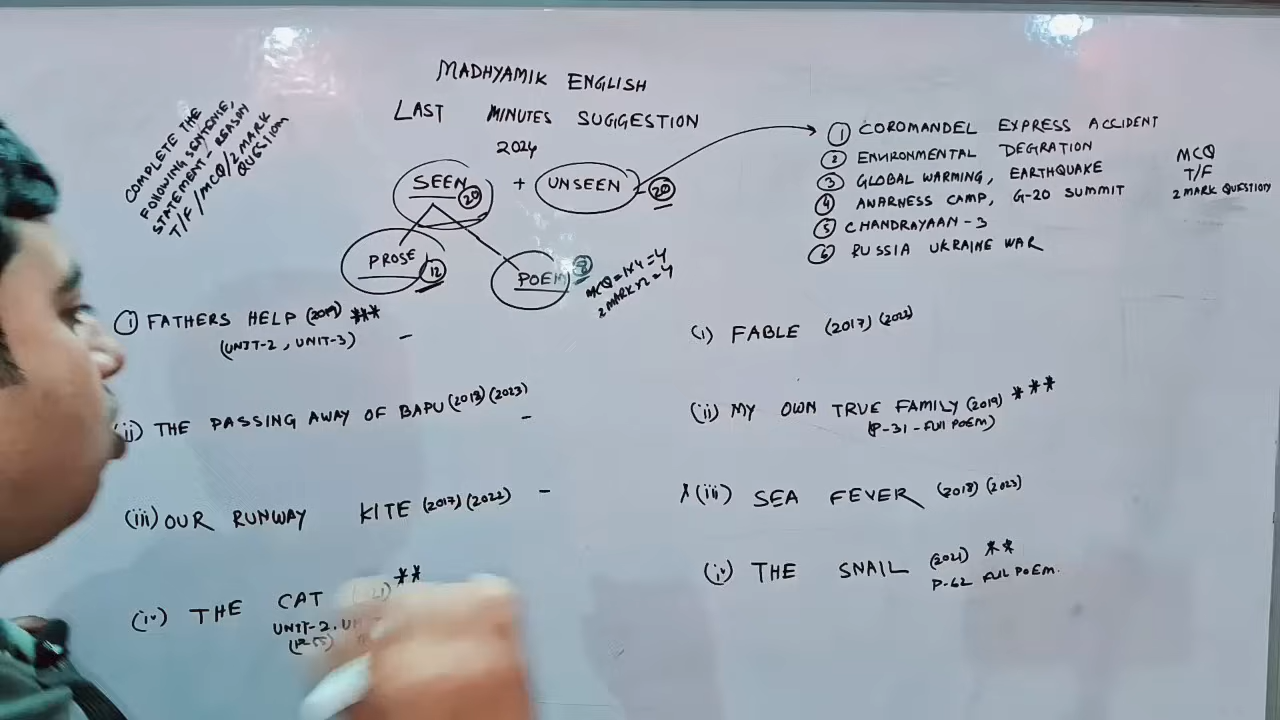 MADHYAMIK ENGLISH
LAST MINUTES SUGGESTION
2024
COMPLETE THE
FOLLOWING SENTENSE,
STATEMENT - REASON
T/F/MCQ/2 MARK
QUESTION
SEEN 20 + UNSEEN 20
PROSE 12
POEM 8
MCQ = 1x4 = 4
2 MARK x 2 = 4
1 COROMANDEL EXPRESS ACCIDENT
2 ENVIRONMENTAL DEGRATION
3 GLOBAL WARMING, EARTHQUAKE
4 AWARNESS CAMP, G-20 SUMMIT
5 CHANDRAYAAN-3
6 RUSSIA UKRAINE WAR
MCQ
T/F
2 MARK QUESTION
(i) FATHERS HELP (2019) ***
(UNIT-2, UNIT-3) -
(ii) THE PASSING AWAY OF BAPU (2018) (2023)
-
(iii) OUR RUNWAY KITE (2017) (2022) -
(iv) THE CAT **
UNIT-2,
(i) FABLE (2017) (2022)
(ii) MY OWN TRUE FAMILY (2019) ***
(P-31 - FULL POEM)
x (iii) SEA FEVER (2018) (2023)
(iv) THE SNAIL (2021) **
P-62 FULL POEM.